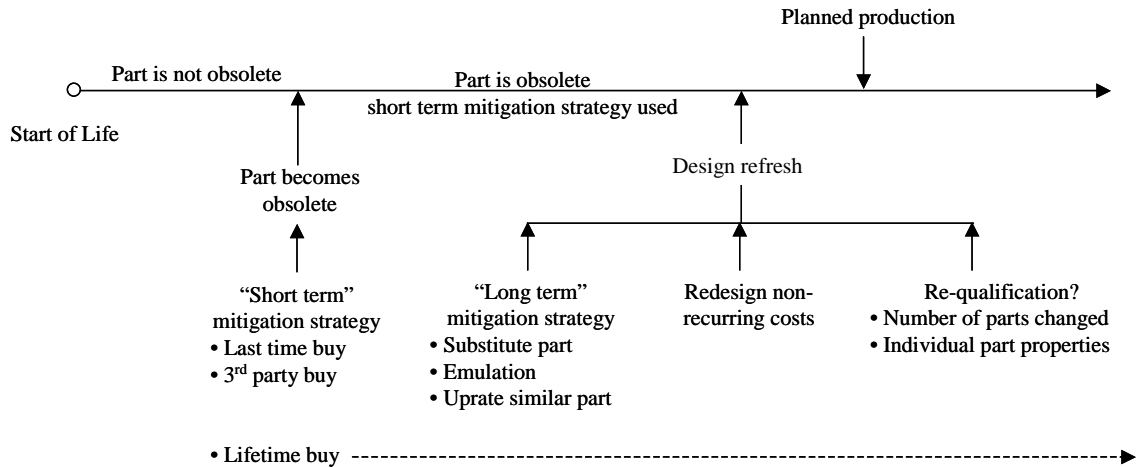 Planned production
Part is not obsolete
Part is obsolete
short term mitigation strategy used
Start of Life
Part becomes
obsolete
Design refresh
“Short term”
mitigation strategy
• Last time buy
• 3rd party buy
“Long term”
mitigation strategy
• Substitute part
• Emulation
• Uprate similar part
Redesign non-
recurring costs
Re-qualification?
• Number of parts changed
• Individual part properties
• Lifetime buy